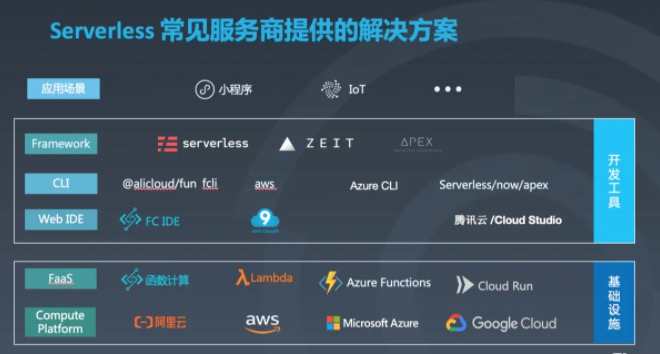 Serverless 常见服务商提供的解决方案
应用场景 小程序 IoT •••
Framework serverless ZEIT APEX
CLI @alicloud/fun fcli aws Azure CLI Serverless/now/apex
Web IDE FC IDE 9 腾讯云 /Cloud Studio
开发工具
FaaS 函数计算 Lambda Azure Functions Cloud Run
Compute Platform 阿里云 aws Microsoft Azure Google Cloud
基础设施